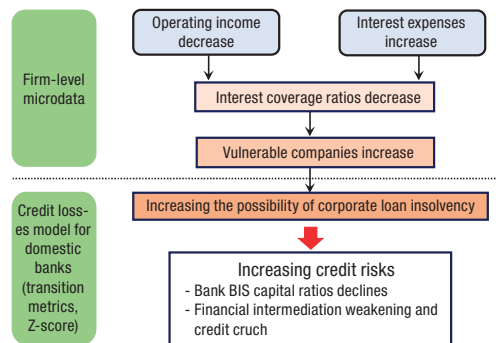 Operating income
decrease
Interest expenses
increase
Firm-level
microdata
Interest coverage ratios decrease
Vulnerable companies increase
Increasing the possibility of corporate loan insolvency
Credit loss-
es model for
domestic
banks
(transition
metrics,
Z-score)
Increasing credit risks
- Bank BIS capital ratios declines
- Financial intermediation weakening and
credit cruch